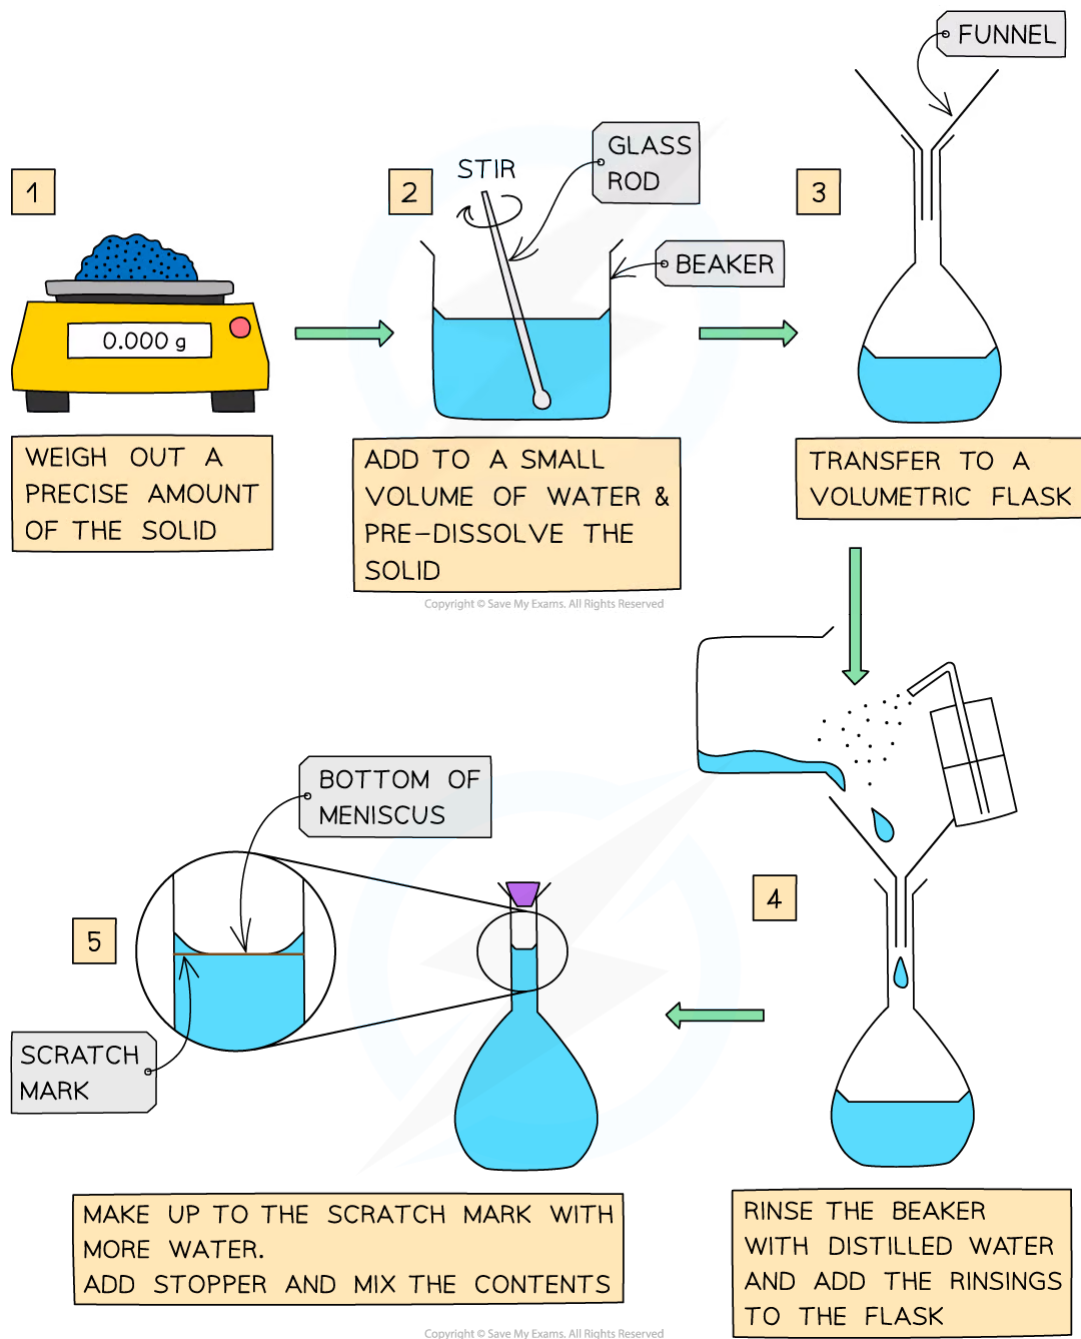 FUNNEL
1
2
STIR
GLASS
ROD
3
BEAKER
0.000 g
WEIGH OUT A
PRECISE AMOUNT
OF THE SOLID
ADD TO A SMALL
VOLUME OF WATER &
PRE-DISSOLVE THE
SOLID
TRANSFER TO A
VOLUMETRIC FLASK
Copyright © Save My Exams. All Rights Reserved
BOTTOM OF
MENISCUS
4
5
SCRATCH
MARK
RINSE THE BEAKER
WITH DISTILLED WATER
AND ADD THE RINSINGS
TO THE FLASK
MAKE UP TO THE SCRATCH MARK WITH
MORE WATER.
ADD STOPPER AND MIX THE CONTENTS
Copyright © Save My Exams. All Rights Reserved